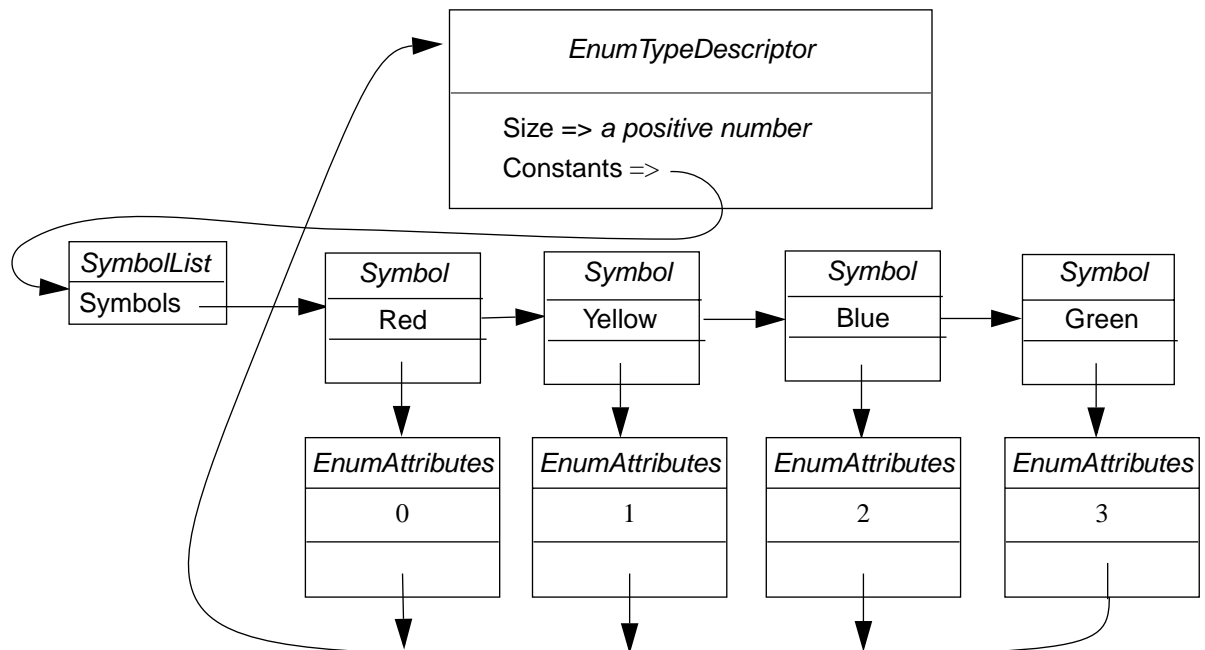 EnumTypeDescriptor
Size => a positive number
Constants =>
SymbolList
Symbols
Symbol
Red
Symbol
Yellow
Symbol
Blue
Symbol
Green
EnumAttributes
0
EnumAttributes
1
EnumAttributes
2
EnumAttributes
3